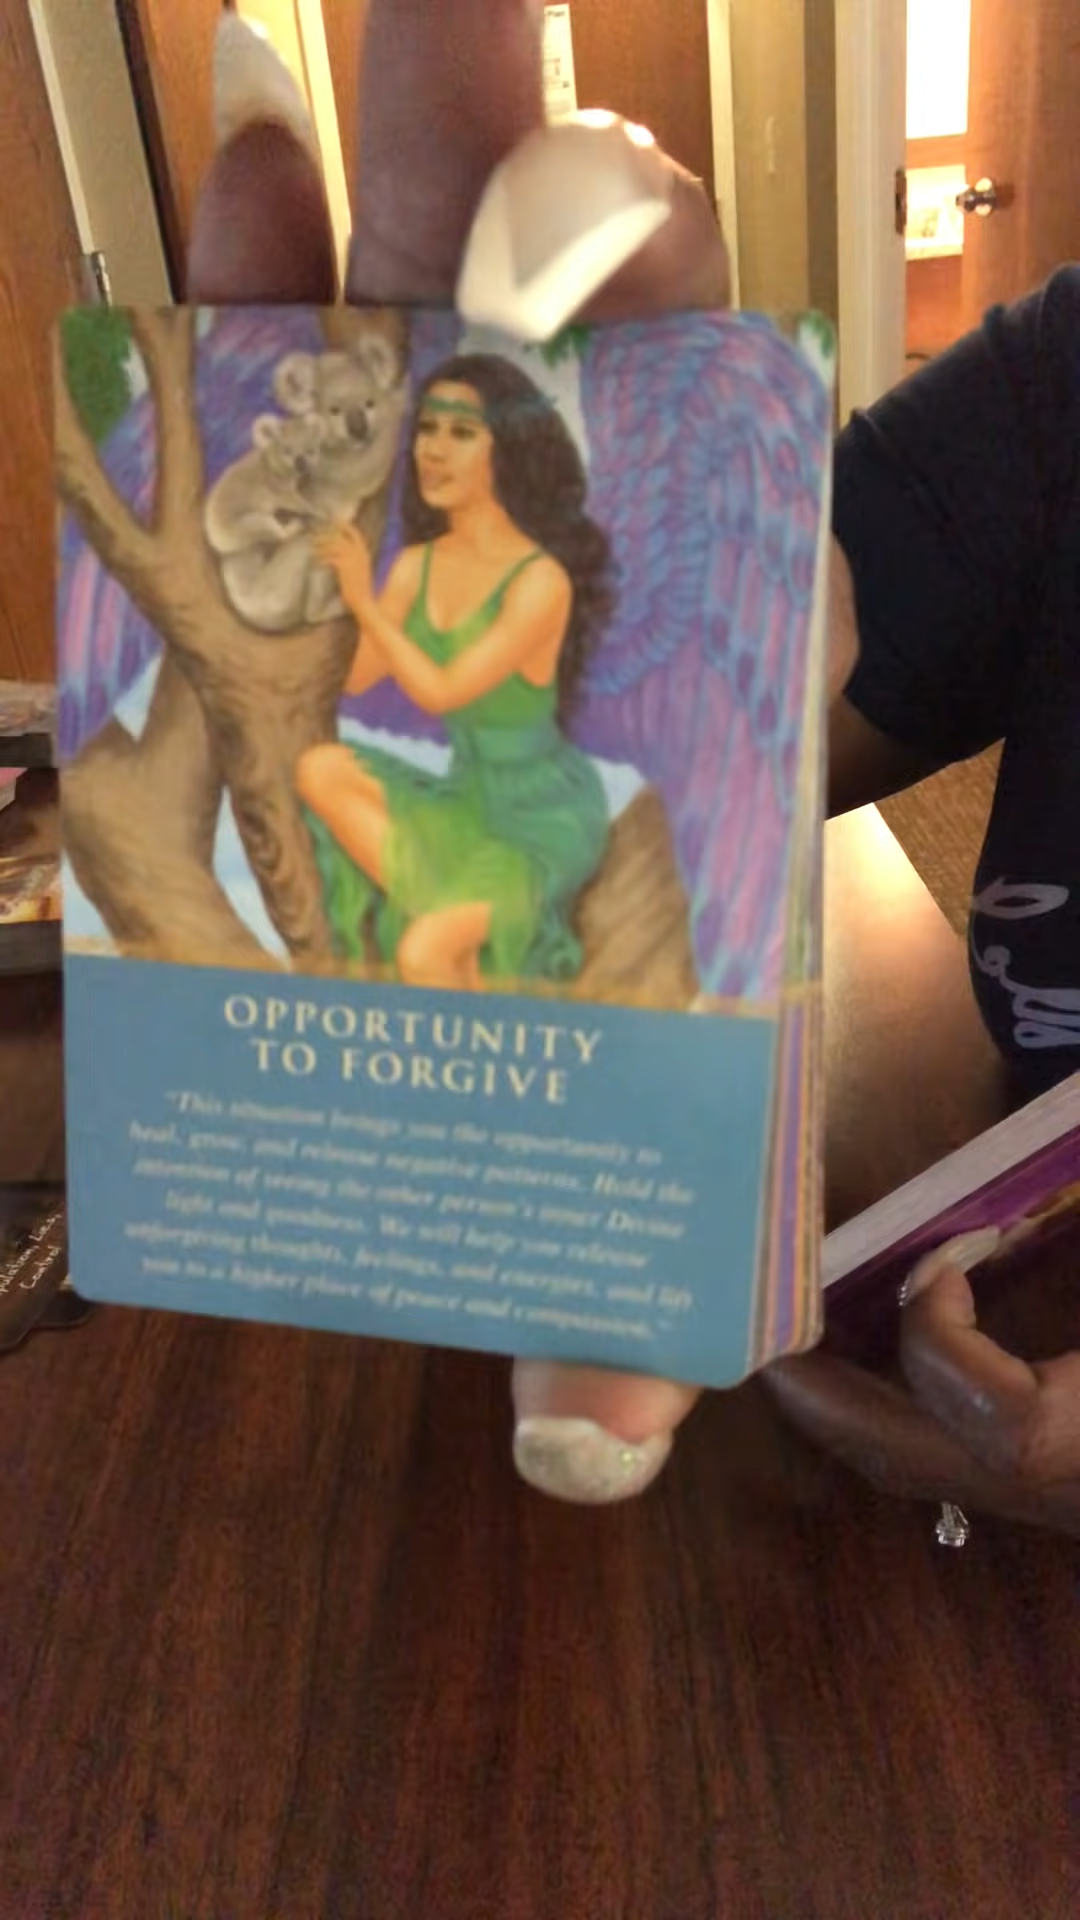 OPPORTUNITY
TO FORGIVE
"This situation brings you the opportunity to
heal, grow, and release negative patterns. Hold the
intention of seeing the other person's inner Divine
light and goodness. We will help you release
unforgiving thoughts, feelings, and energies, and lift
you to a higher place of peace and compassion."
Control